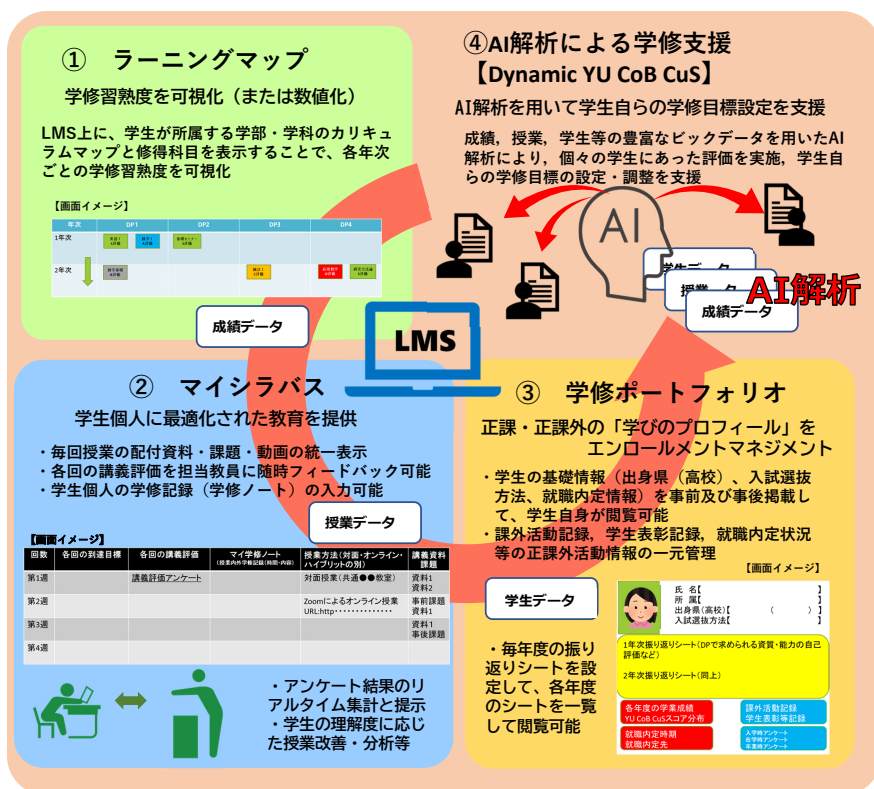 ① ラーニングマップ
学修習熟度を可視化（または数値化）
LMS上に、学生が所属する学部・学科のカリキュ
ラムマップと修得科目を表示することで、各年次
ごとの学修習熟度を可視化
【画面イメージ】
年次 DP1 DP2 DP3 DP4
1年次
2年次
成績データ
④AI解析による学修支援
【Dynamic YU CoB CuS】
AI解析を用いて学生自らの学修目標設定を支援
成績，授業，学生等の豊富なビックデータを用いたAI
解析により，個々の学生にあった評価を実施，学生自
らの学修目標の設定・調整を支援
AI
学生データ
授業データ
成績データ
AI解析
LMS
② マイシラバス
学生個人に最適化された教育を提供
・毎回授業の配付資料・課題・動画の統一表示
・各回の講義評価を担当教員に随時フィードバック可能
・学生個人の学修記録（学修ノート）の入力可能
授業データ
【画面イメージ】
回数 各回の到達目標 各回の講義評価 マイ学修ノート 授業方法(対面・オンライン・ 講義資料
(授業内外学修記録(時間・内容) ハイブリットの別) 課題
第1週 講義評価アンケート 対面授業（共通●●教室） 資料1
資料2
第2週 Zoomによるオンライン授業 事前課題
URL:http・・・・・・・・・・・・・ 資料1
第3週 資料1
事後課題
第4週
・アンケート結果のリ
アルタイム集計と提示
・学生の理解度に応じ
た授業改善・分析等
③ 学修ポートフォリオ
正課・正課外の「学びのプロフィール」を
エンロールメントマネジメント
・学生の基礎情報（出身県（高校）、入試選抜
方法、就職内定情報）を事前及び事後掲載し
て、学生自身が閲覧可能
・課外活動記録，学生表彰記録，就職内定状況
等の正課外活動情報の一元管理
【画面イメージ】
学生データ
・毎年度の振り
返りシートを設
定して、各年度
のシートを一覧
して閲覧可能
氏 名【 】
所 属【 】
出身県(高校)【 （ ） 】
入試選抜方法【 】
1年次振り返りシート(DPで求められる資質・能力の自己
評価など)
2年次振り返りシート(同上)
各年度の学業成績
YU CoB CuSスコア分布
課外活動記録
学生表彰等記録
就職内定時期
就職内定先
入学時アンケート
在学時アンケート
卒業時アンケート